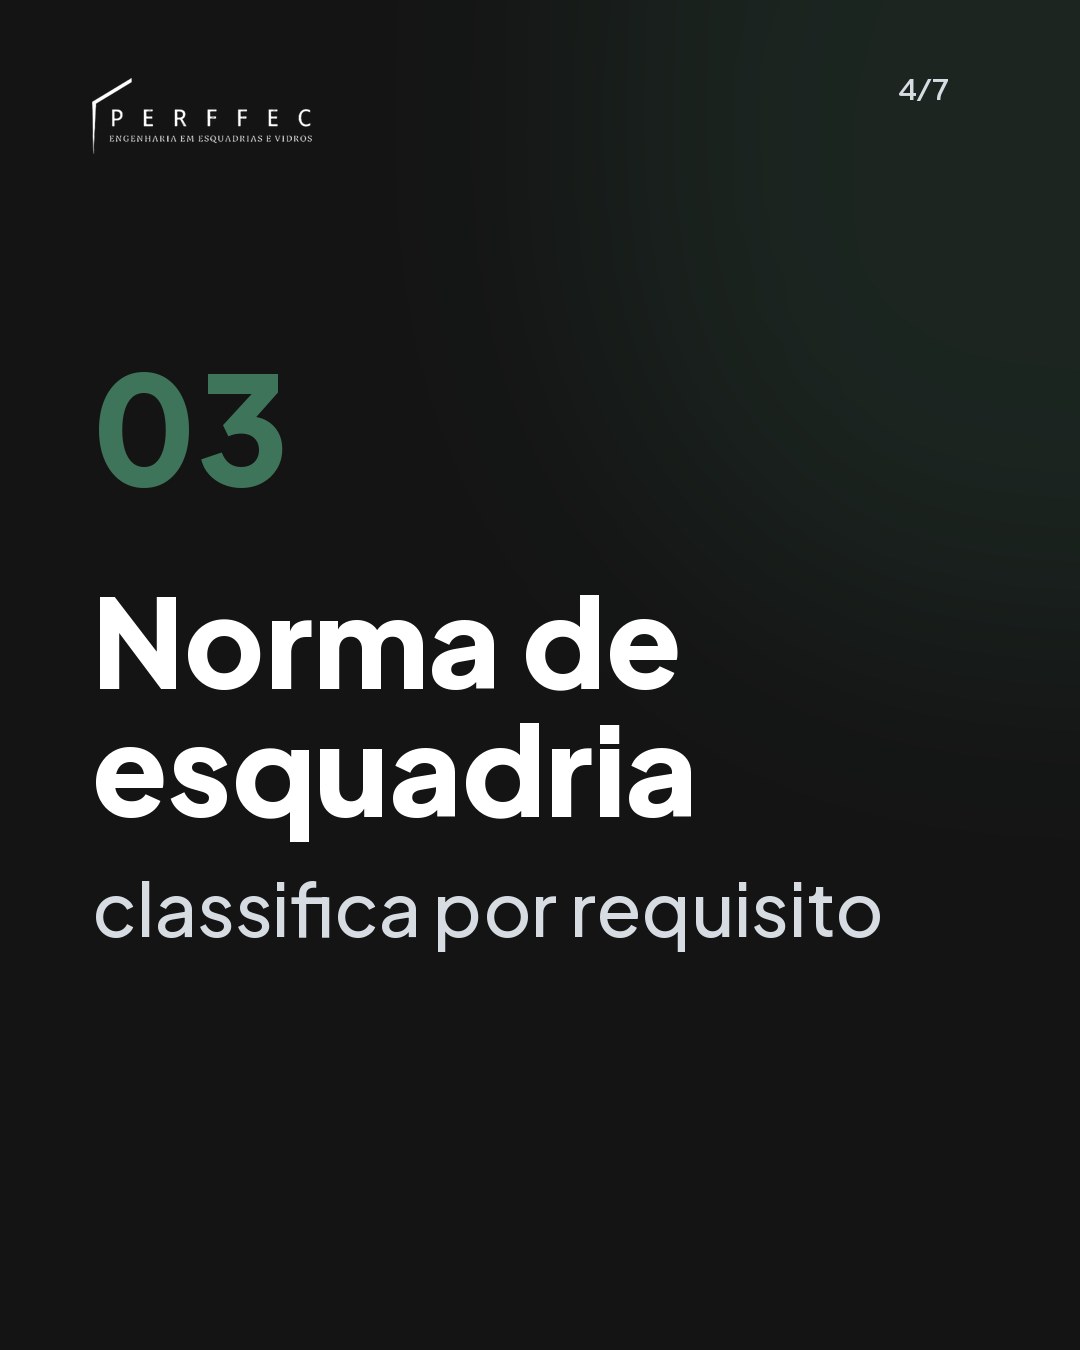 PERFFEC
ENGENHARIA EM ESQUADRIAS E VIDROS
4/7
03
Norma de
esquadria
classifica por requisito